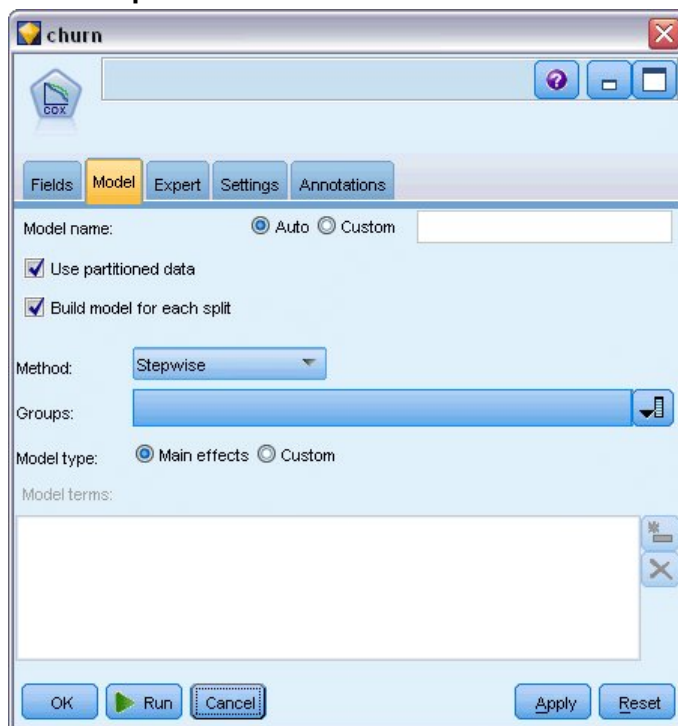 churn
COX
Fields Model Expert Settings Annotations
Model name: Auto Custom
Use partitioned data
Build model for each split
Method: Stepwise
Groups:
Model type: Main effects Custom
Model terms:
OK Run Cancel Apply Reset